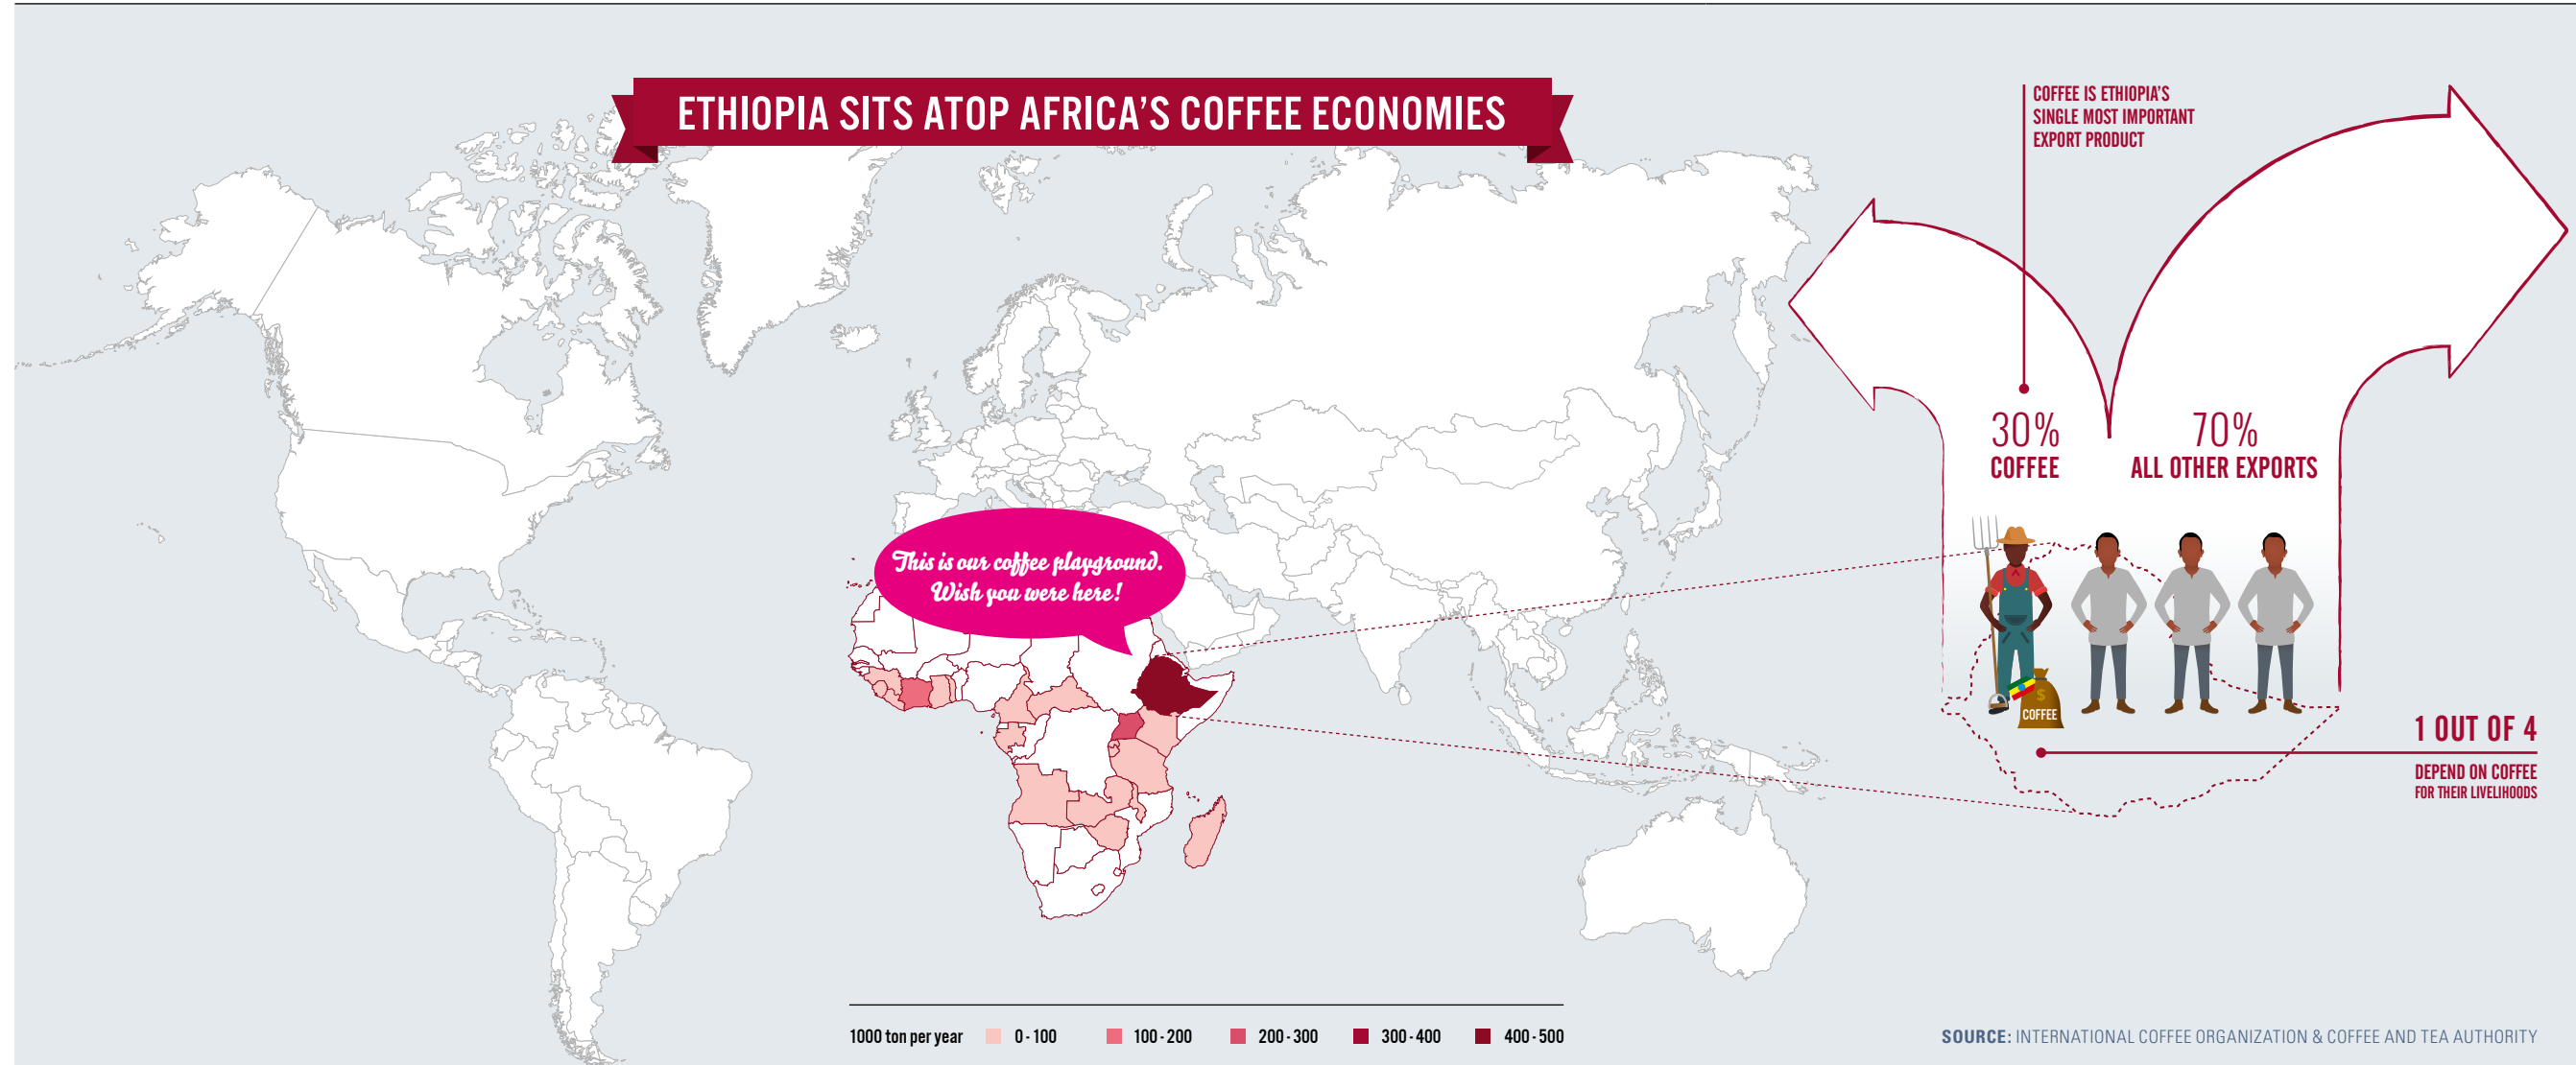 ETHIOPIA SITS ATOP AFRICA'S COFFEE ECONOMIES
COFFEE IS ETHIOPIA'S
SINGLE MOST IMPORTANT
EXPORT PRODUCT
30%
COFFEE
70%
ALL OTHER EXPORTS
This is our coffee playground.
Wish you were here!
$
COFFEE
1 OUT OF 4
DEPEND ON COFFEE
FOR THEIR LIVELIHOODS
1000 ton per year 0 - 100 100 - 200 200 - 300 300 - 400 400 - 500
SOURCE: INTERNATIONAL COFFEE ORGANIZATION & COFFEE AND TEA AUTHORITY